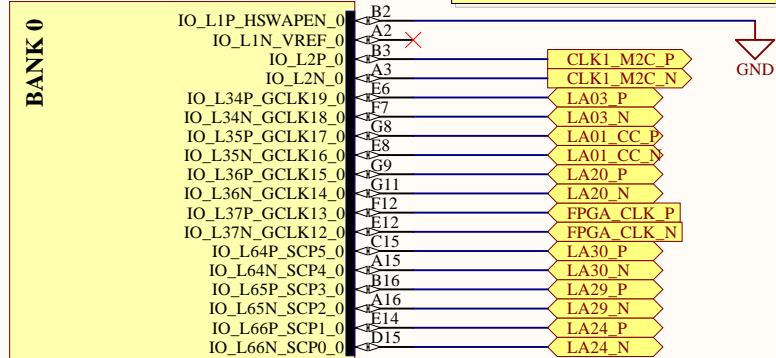 BANK 0
IO_L1P_HSWAPEN_0 B2
GND
IO_L1N_VREF_0 A2
IO_L2P_0 B3 CLK1_M2C_P
IO_L2N_0 A3 CLK1_M2C_N
IO_L34P_GCLK19_0 E6 LA03_P
IO_L34N_GCLK18_0 F7 LA03_N
IO_L35P_GCLK17_0 G8 LA01_CC_P
IO_L35N_GCLK16_0 E8 LA01_CC_N
IO_L36P_GCLK15_0 G9 LA20_P
IO_L36N_GCLK14_0 G11 LA20_N
IO_L37P_GCLK13_0 F12 FPGA_CLK_P
IO_L37N_GCLK12_0 E12 FPGA_CLK_N
IO_L64P_SCP5_0 C15 LA30_P
IO_L64N_SCP4_0 A15 LA30_N
IO_L65P_SCP3_0 B16 LA29_P
IO_L65N_SCP2_0 A16 LA29_N
IO_L66P_SCP1_0 E14 LA24_P
IO_L66N_SCP0_0 D15 LA24_N